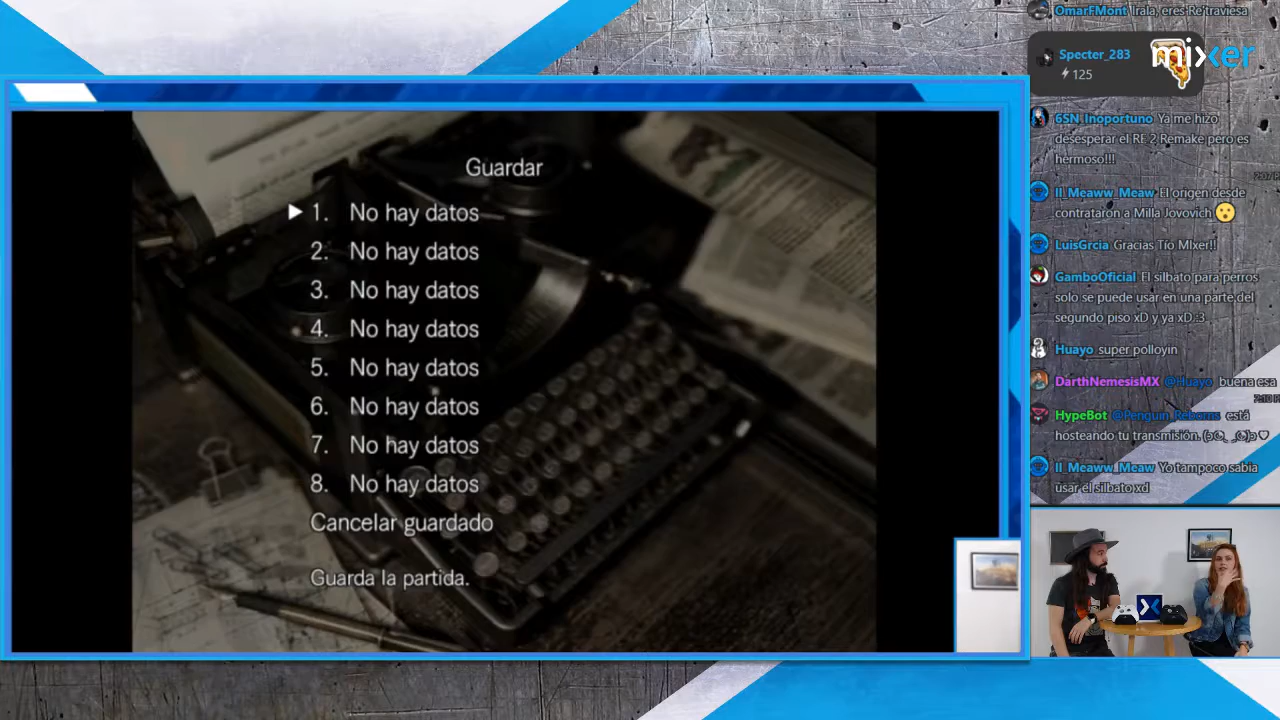 Guardar
1. No hay datos
2. No hay datos
3. No hay datos
4. No hay datos
5. No hay datos
6. No hay datos
7. No hay datos
8. No hay datos
Cancelar guardado
Guarda la partida.
OmarFMont Irala, eres Re traviesa
Specter_283
125
mixer
6SN_Inoportuno Ya me hizo
desesperar el RE 2 Remake pero es
hermoso!!!
Il_Meaww_Meaw El origen desde
contrataron a Milla Jovovich 😮
LuisGrcia Gracias Tío MIxer!!
GamboOficial El silbato para perros
solo se puede usar en una parte del
segundo piso xD y ya xD :3
Huayo super polloyin
DarthNemesisMX @Huayo buena esa
HypeBot @Penguin_Reborns está
hosteando tu transmisión.
Il_Meaww_Meaw Yo tampoco sabia
usar el silbato xd